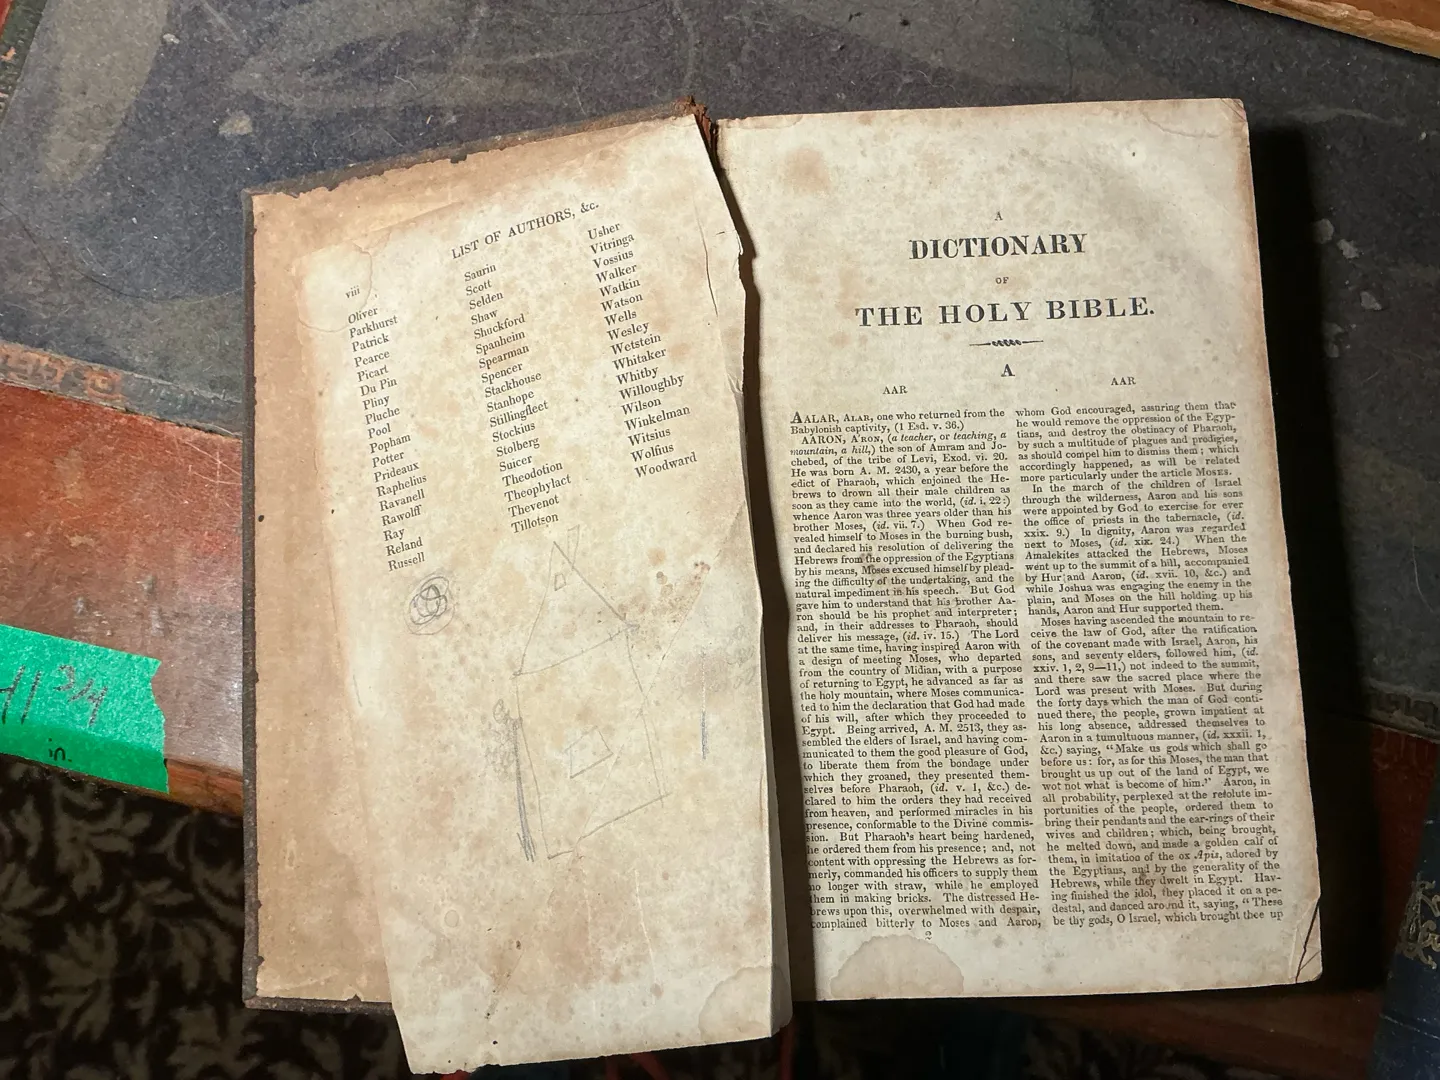 viii
LIST OF AUTHORS, &c.
Oliver
Parkhurst
Patrick
Pearce
Picart
Du Pin
Pliny
Pluche
Pool
Popham
Potter
Prideaux
Raphelius
Ravanell
Rawolff
Ray
Reland
Russell
Saurin
Scott
Selden
Shaw
Shuckford
Spanheim
Spearman
Spencer
Stackhouse
Stanhope
Stillingfleet
Stockius
Stolberg
Suicer
Theodotion
Theophylact
Thevenot
Tillotson
Usher
Vitringa
Vossius
Walker
Watkin
Watson
Wells
Wesley
Wetstein
Whitaker
Whitby
Willoughby
Wilson
Winkelman
Witsius
Wolfius
Woodward
A
DICTIONARY
OF
THE HOLY BIBLE.
A
AAR
AAR
AALAR, ALAR, one who returned from the
Babylonish captivity, (1 Esd. v. 36.)
AARON, A'RON, (a teacher, or teaching, a
mountain, a hill,) the son of Amram and Jo-
chebed, of the tribe of Levi, Exod. vi. 20.
He was born A. M. 2430, a year before the
edict of Pharaoh, which enjoined the He-
brews to drown all their male children as
soon as they came into the world, (id. i. 22:)
whence Aaron was three years older than his
brother Moses, (id. vii. 7.) When God re-
vealed himself to Moses in the burning bush,
and declared his resolution of delivering the
Hebrews from the oppression of the Egyptians
by his means, Moses excused himself by plead-
ing the difficulty of the undertaking, and the
natural impediment in his speech. But God
gave him to understand that his brother Aa-
ron should be his prophet and interpreter;
and, in their addresses to Pharaoh, should
deliver his message, (id. iv. 15.) The Lord
at the same time, having inspired Aaron with
a design of meeting Moses, who departed
from the country of Midian, with a purpose
of returning to Egypt, he advanced as far as
the holy mountain, where Moses communica-
ted to him the declaration that God had made
of his will, after which they proceeded to
Egypt. Being arrived, A. M. 2513, they as-
sembled the elders of Israel, and having com-
municated to them the good pleasure of God,
to liberate them from the bondage under
which they groaned, they presented them-
selves before Pharaoh, (id. v. 1, &c.) de-
clared to him the orders they had received
from heaven, and performed miracles in his
presence, conformable to the Divine commis-
sion. But Pharaoh's heart being hardened,
he ordered them from his presence; and, not
content with oppressing the Hebrews as for-
merly, commanded his officers to supply them
no longer with straw, while he employed
them in making bricks. The distressed He-
brews upon this, overwhelmed with despair,
complained bitterly to Moses and Aaron,
whom God encouraged, assuring them that
he would remove the oppression of the Egyp-
tians, and destroy the obstinacy of Pharaoh,
by such a multitude of plagues and prodigies,
as should compel him to dismiss them; which
accordingly happened, as will be related
more particularly under the article MOSES.
In the march of the children of Israel
through the wilderness, Aaron and his sons
were appointed by God to exercise for ever
the office of priests in the tabernacle, (id.
xxix. 9.) In dignity, Aaron was regarded
next to Moses, (id. xix. 24.) When the
Amalekites attacked the Hebrews, Moses
went up to the summit of a hill, accompanied
by Hur and Aaron, (id. xvii. 10, &c.) and
while Joshua was engaging the enemy in the
plain, and Moses on the hill holding up his
hands, Aaron and Hur supported them.
Moses having ascended the mountain to re-
ceive the law of God, after the ratification
of the covenant made with Israel, Aaron, his
sons, and seventy elders, followed him, (id.
xxiv. 1, 2, 9—11,) not indeed to the summit,
and there saw the sacred place where the
Lord was present with Moses. But during
the forty days which the man of God conti-
nued there, the people, grown impatient at
his long absence, addressed themselves to
Aaron in a tumultuous manner, (id. xxxii. 1,
&c.) saying, "Make us gods which shall go
before us: for, as for this Moses, the man that
brought us up out of the land of Egypt, we
wot not what is become of him." Aaron, in
all probability, perplexed at the resolute im-
portunities of the people, ordered them to
bring their pendants and the ear-rings of their
wives and children; which, being brought,
he melted down, and made a golden calf of
them, in imitation of the ox Apis, adored by
the Egyptians, and by the generality of the
Hebrews, while they dwelt in Egypt. Hav-
ing finished the idol, they placed it on a pe-
destal, and danced around it, saying, "These
be thy gods, O Israel, which brought thee up
2
3/4
in.